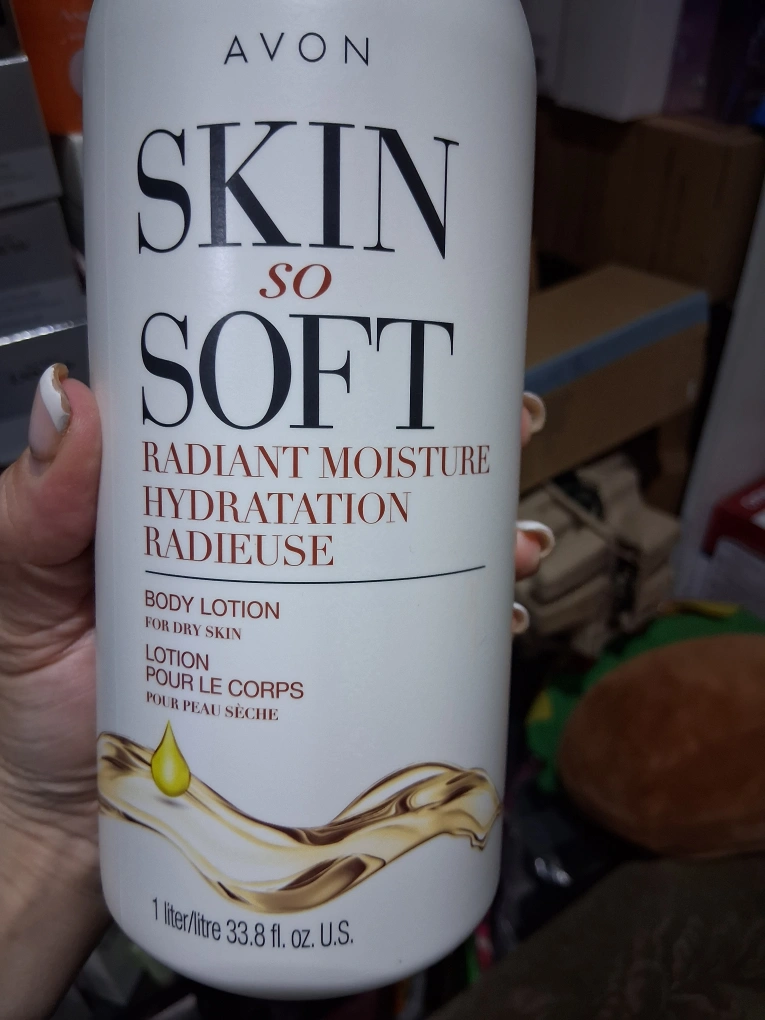 AVON
SKIN
so
SOFT
RADIANT MOISTURE
HYDRATATION
RADIEUSE
BODY LOTION
FOR DRY SKIN
LOTION
POUR LE CORPS
POUR PEAU SÈCHE
1 liter/litre 33.8 fl. oz. U.S.